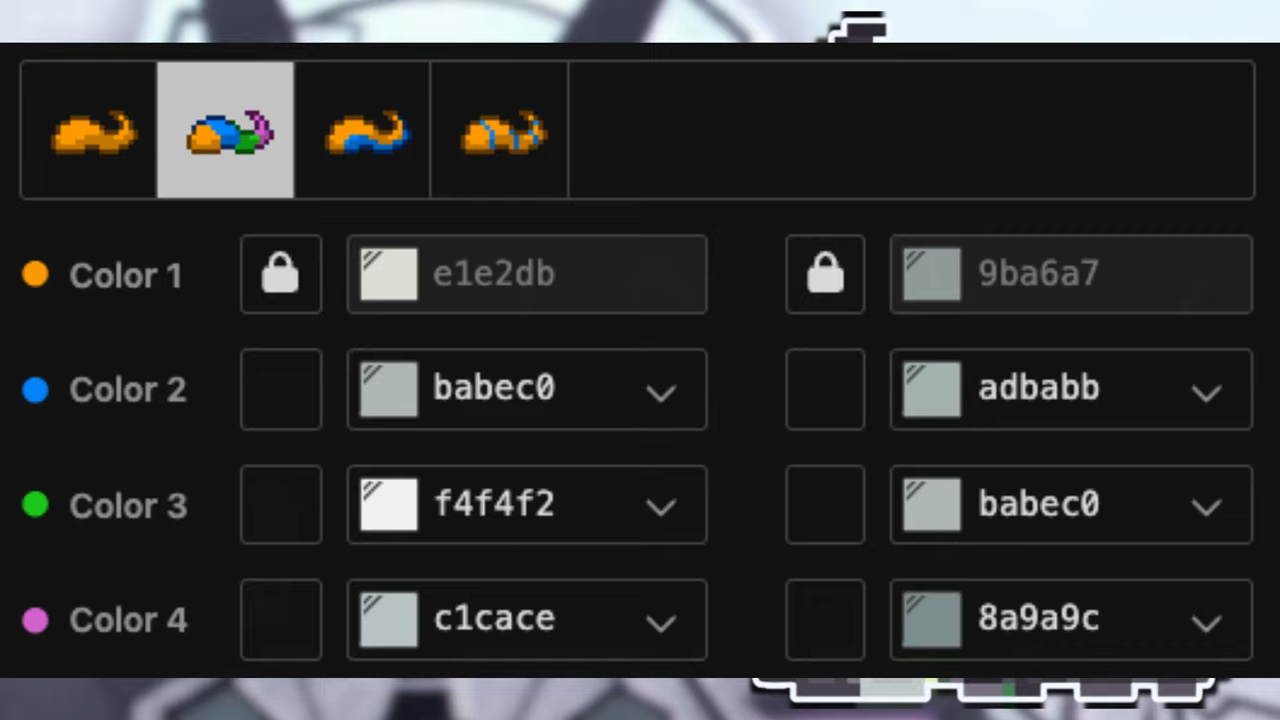 Color 1 e1e2db 9ba6a7
Color 2 babec0 adbabb
Color 3 f4f4f2 babec0
Color 4 c1cace 8a9a9c